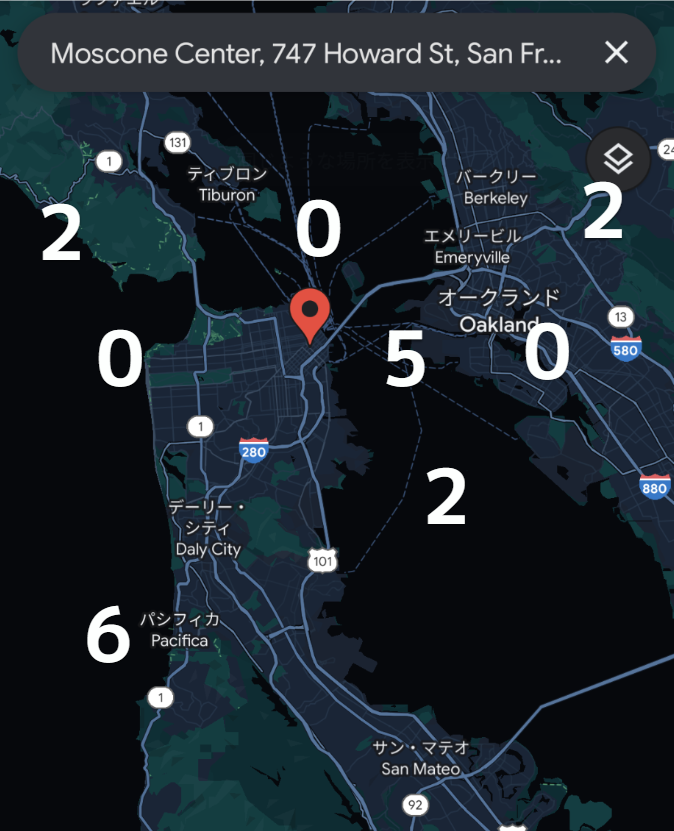 Moscone Center, 747 Howard St, San Fr...
131
1
24
ティブロン
Tiburon
バークリー
Berkeley
2
0
2
エメリービル
Emeryville
オークランド
Oakland
13
580
0
5
0
1
280
880
2
デーリー・
シティ
Daly City
101
6
パシフィカ
Pacifica
1
サン・マテオ
San Mateo
92